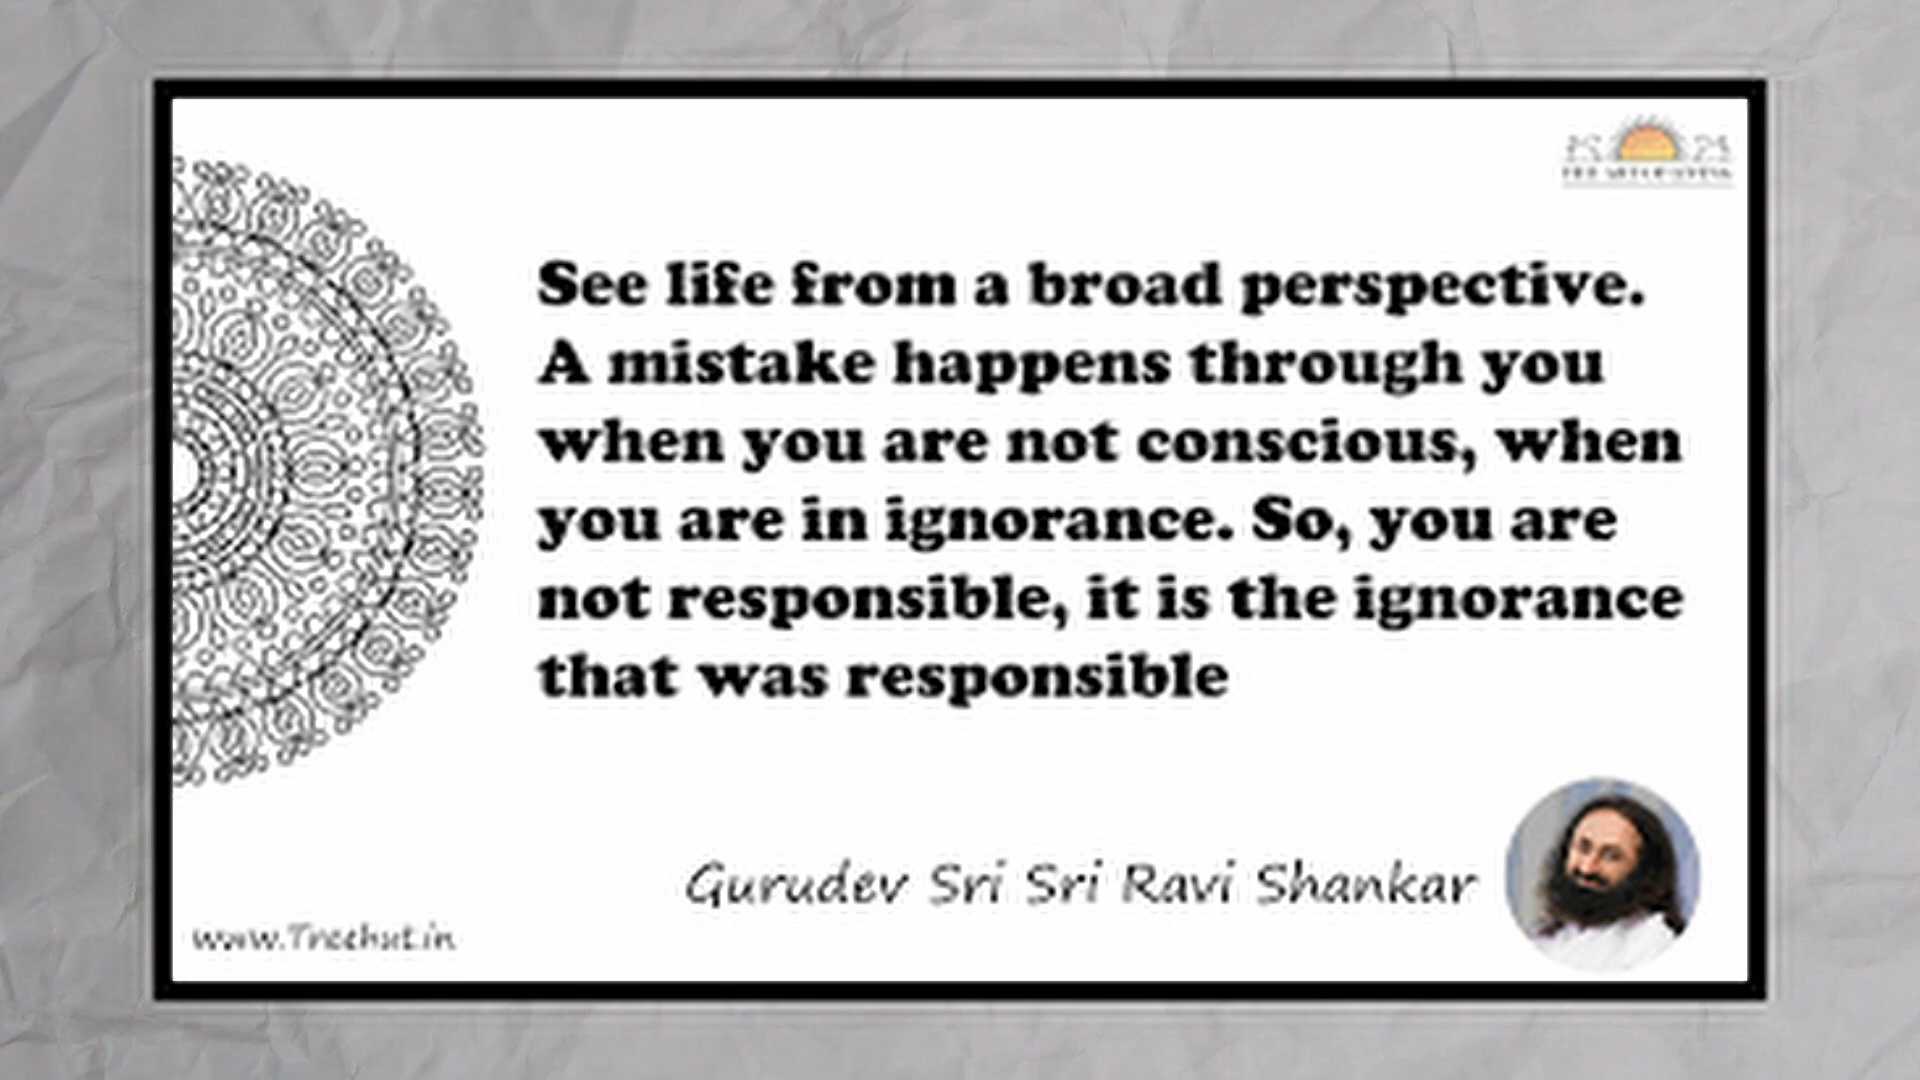 See life from a broad perspective.
A mistake happens through you
when you are not conscious, when
you are in ignorance. So, you are
not responsible, it is the ignorance
that was responsible
Gurudev Sri Sri Ravi Shankar
www.Treehut.in